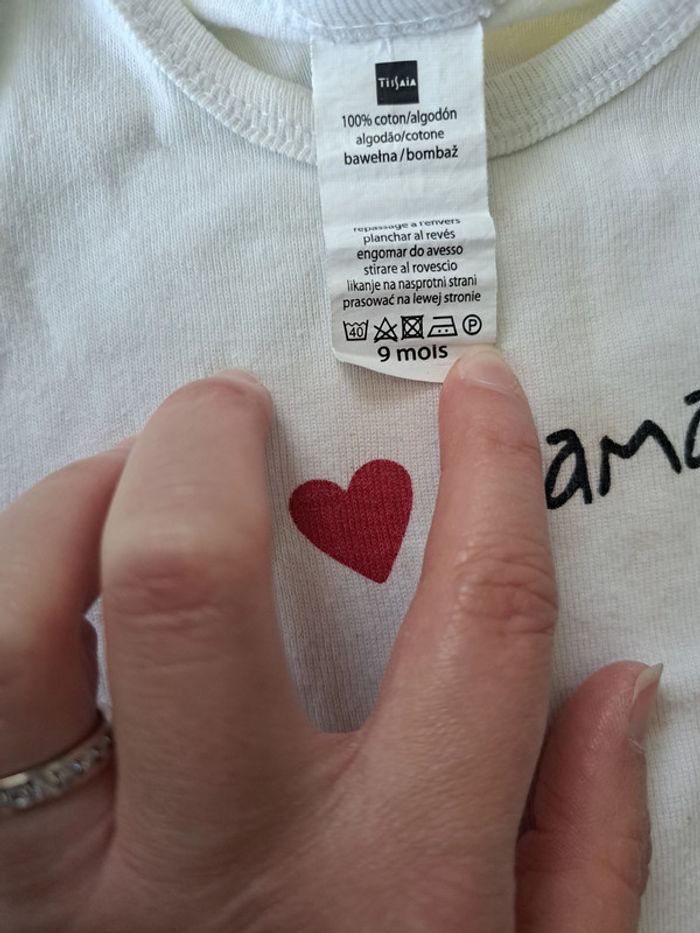 TiSSAiA
100% coton/algodón
algodão/cotone
bawełna/bombaž
repassage à l'envers
planchar al revés
engomar do avesso
stirare al rovescio
likanje na nasprotni strani
prasować na lewej stronie
40 P
9 mois
ama